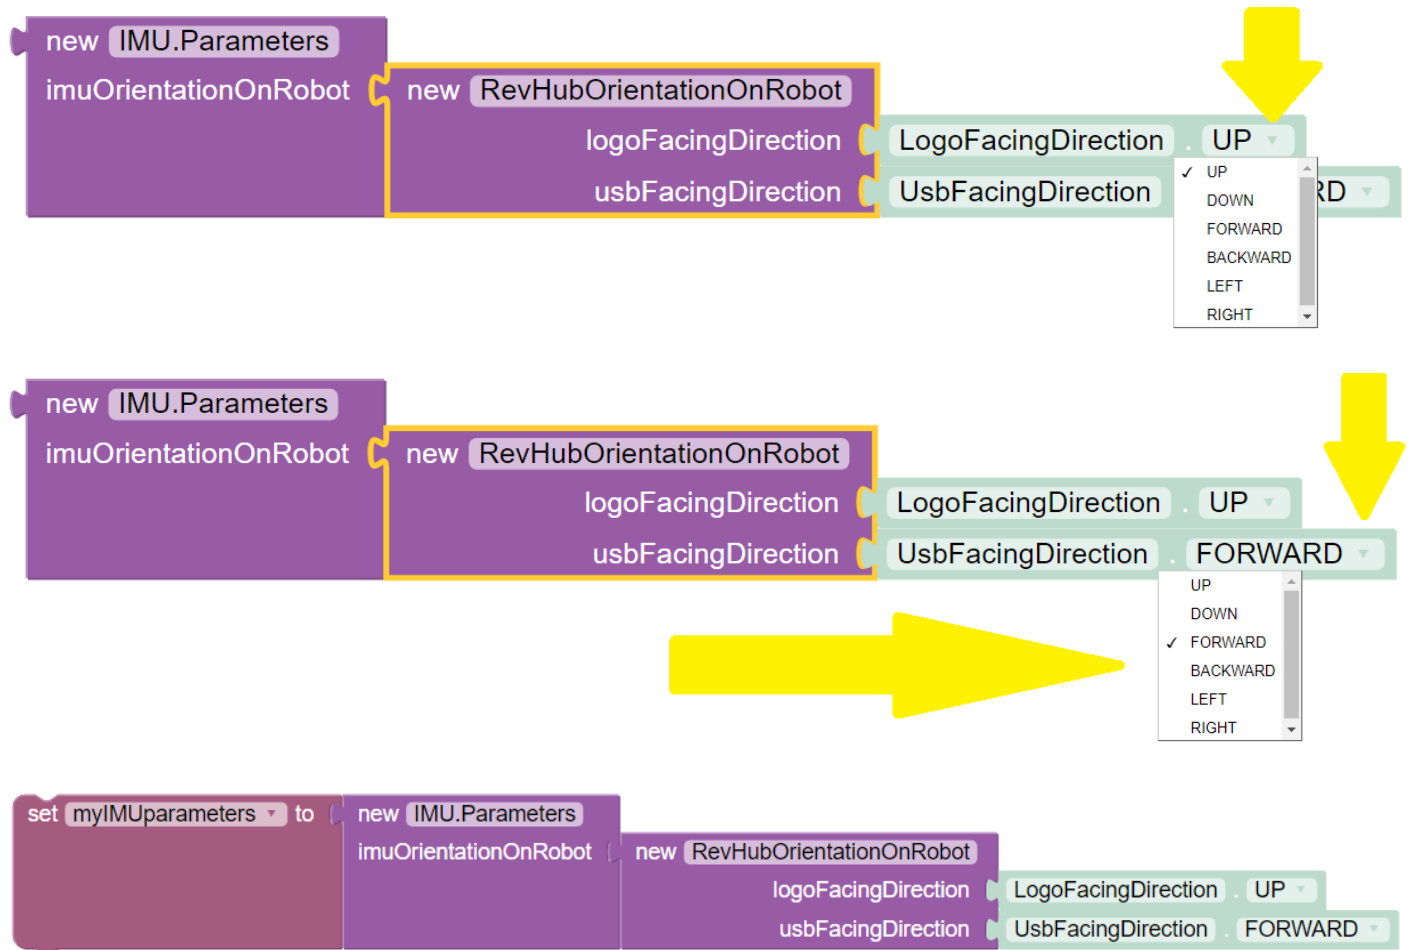 new IMU.Parameters
imuOrientationOnRobot new RevHubOrientationOnRobot
logoFacingDirection LogoFacingDirection . UP
usbFacingDirection UsbFacingDirection RD
✓ UP
DOWN
FORWARD
BACKWARD
LEFT
RIGHT
new IMU.Parameters
imuOrientationOnRobot new RevHubOrientationOnRobot
logoFacingDirection LogoFacingDirection . UP
usbFacingDirection UsbFacingDirection . FORWARD
UP
DOWN
✓ FORWARD
BACKWARD
LEFT
RIGHT
set myIMUparameters to new IMU.Parameters
imuOrientationOnRobot new RevHubOrientationOnRobot
logoFacingDirection LogoFacingDirection . UP
usbFacingDirection UsbFacingDirection . FORWARD